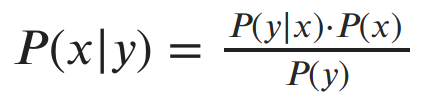 P(x|y) = P(y|x)·P(x) / P(y)